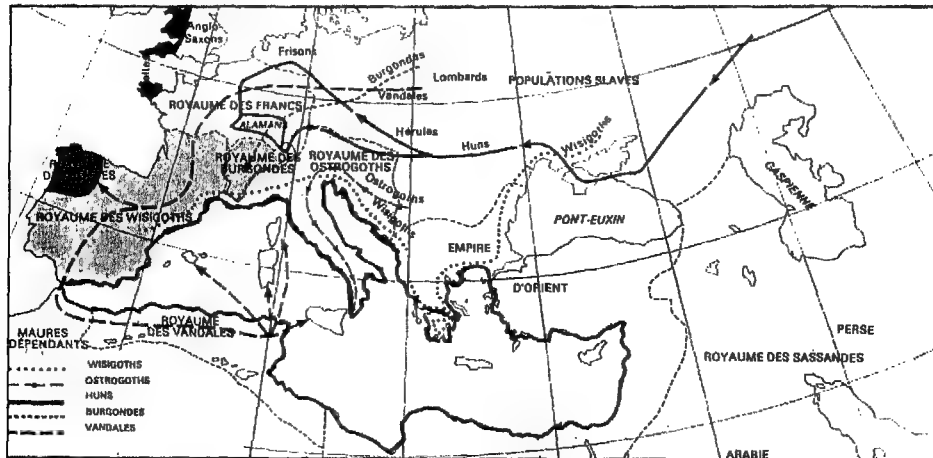 Anglo
Saxons
Frisons
Burgondes
Lombards
Vandales
POPULATIONS SLAVES
ROYAUME DES FRANCS
ALAMANS
Hérules
Huns
Wisigoths
ROYAUME DES
BURGONDES
ROYAUME DES
OSTROGOTHS
Ostrogoths
Wisigoths
CASPIENNE
ROYAUME DES WISIGOTHS
PONT-EUXIN
EMPIRE
D'ORIENT
ROYAUME
DES VANDALES
MAURES
DÉPENDANTS
PERSE
ROYAUME DES SASSANDES
WISIGOTHS
OSTROGOTHS
HUNS
BURGONDES
VANDALES
ARABIE